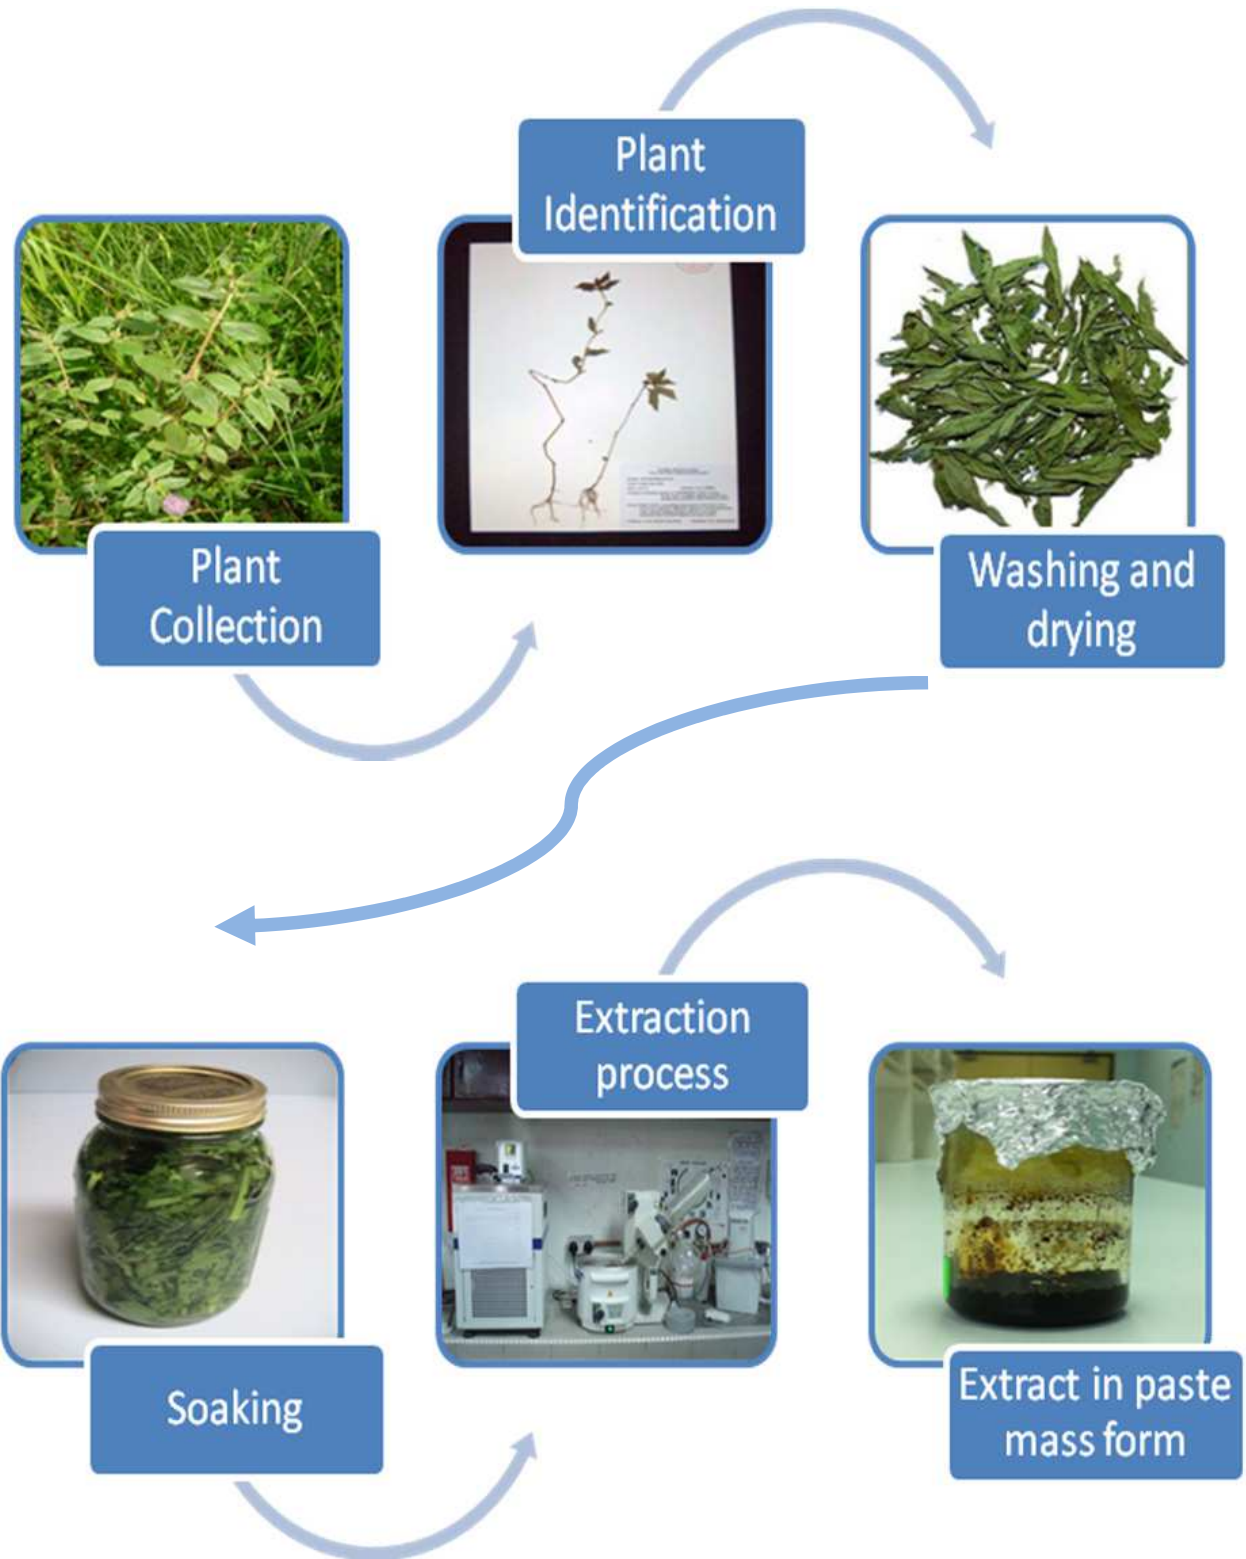 Plant
Identification
Plant
Collection
Washing and
drying
Extraction
process
Soaking
Extract in paste
mass form